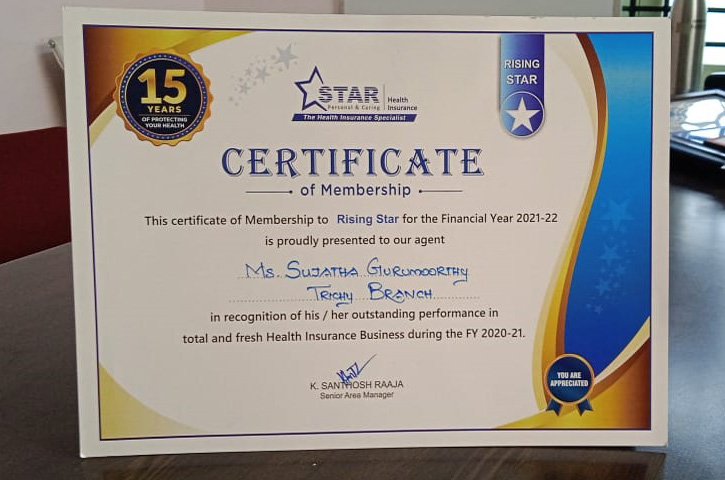 15
YEARS
OF PROTECTING
YOUR HEALTH
STAR
Personal & Caring
Health
Insurance
The Health Insurance Specialist
RISING
STAR
CERTIFICATE
of Membership
This certificate of Membership to Rising Star for the Financial Year 2021-22
is proudly presented to our agent
Ms. SUJATHA GURUMOORTHY
TRICHY BRANCH
in recognition of his / her outstanding performance in
total and fresh Health Insurance Business during the FY 2020-21.
K. SANTHOSH RAAJA
Senior Area Manager
YOU ARE
APPRECIATED